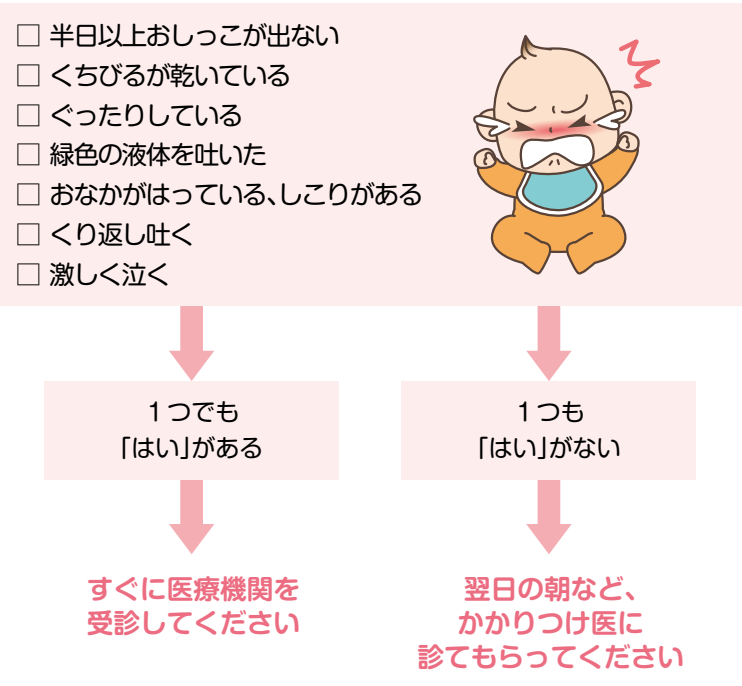 □ 半日以上おしっこが出ない
□ くちびるが乾いている
□ ぐったりしている
□ 緑色の液体を吐いた
□ おなかがはっている、しこりがある
□ くり返し吐く
□ 激しく泣く
1つでも
「はい」がある
1つも
「はい」がない
すぐに医療機関を
受診してください
翌日の朝など、
かかりつけ医に
診てもらってください